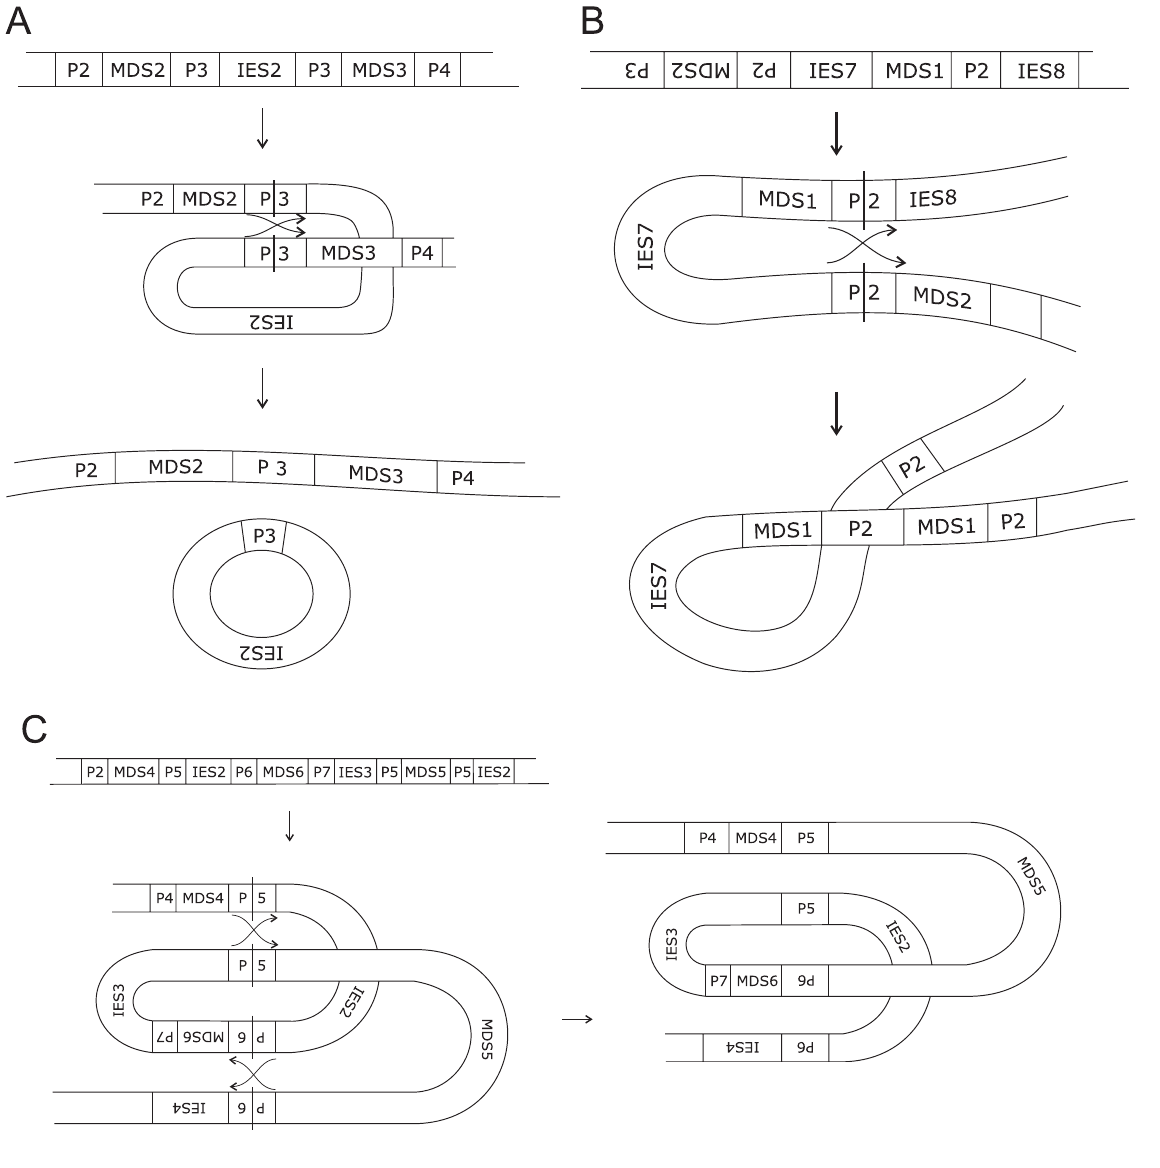 A
P2 MDS2 P3 IES2 P3 MDS3 P4
P2 MDS2 P 3
P 3 MDS3 P4
IES2
P2 MDS2 P 3 MDS3 P4
P3
IES2
B
P3 MDS2 P2 IES7 MDS1 P2 IES8
MDS1 P 2 IES8
IES7
P 2 MDS2
P2
MDS1 P2 MDS1 P2
IES7
C
P2 MDS4 P5 IES2 P6 MDS6 P7 IES3 P5 MDS5 P5 IES2
P4 MDS4 P 5
P 5
IES3
IES2
P7 MDS6 6 P
MDS5
IES4 6 P
P4 MDS4 P5
MDS5
P5
IES3
IES2
P7 MDS6 P6
IES4 P6